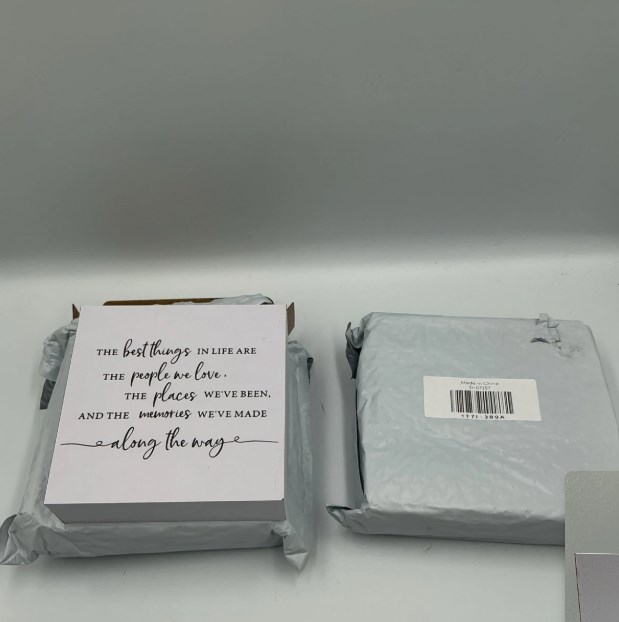 THE best things IN LIFE ARE
THE people we love,
THE places WE'VE BEEN,
AND THE memories WE'VE MADE
along the way
Made in China